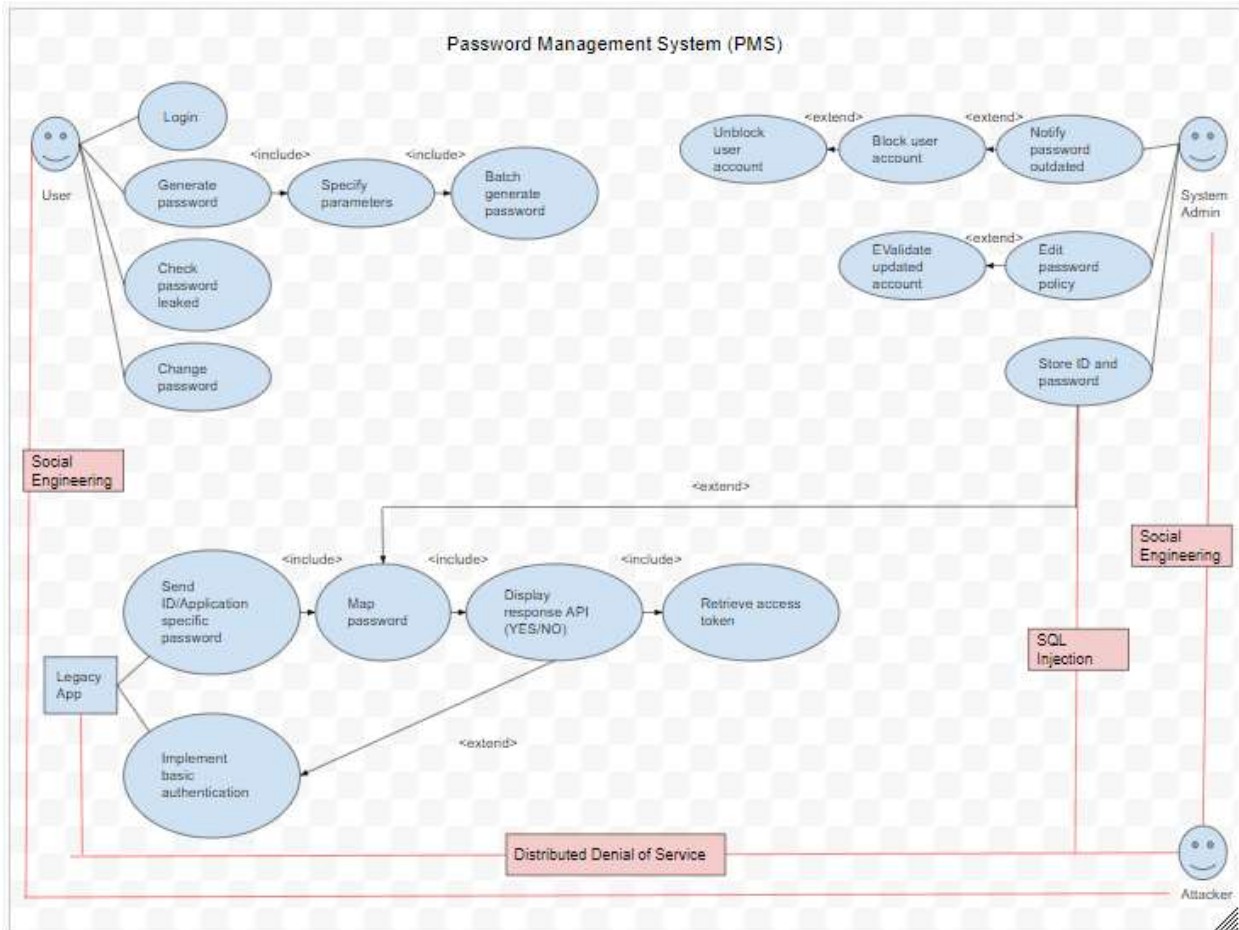 Password Management System (PMS)
Login
User
Generate
password
<include>
Specify
parameters
<include>
Batch
generate
password
Check
password
leaked
Change
password
Unblock
user
account
<extend>
Block user
account
<extend>
Notify
password
outdated
System
Admin
EValidate
updated
account
<extend>
Edit
password
policy
Store ID and
password
Social
Engineering
<extend>
Social
Engineering
Send
ID/Application
specific
password
<include>
Map
password
<include>
Display
response API
(YES/NO)
<include>
Retrieve access
token
SQL
Injection
Legacy
App
<extend>
Implement
basic
authentication
Distributed Denial of Service
Attacker